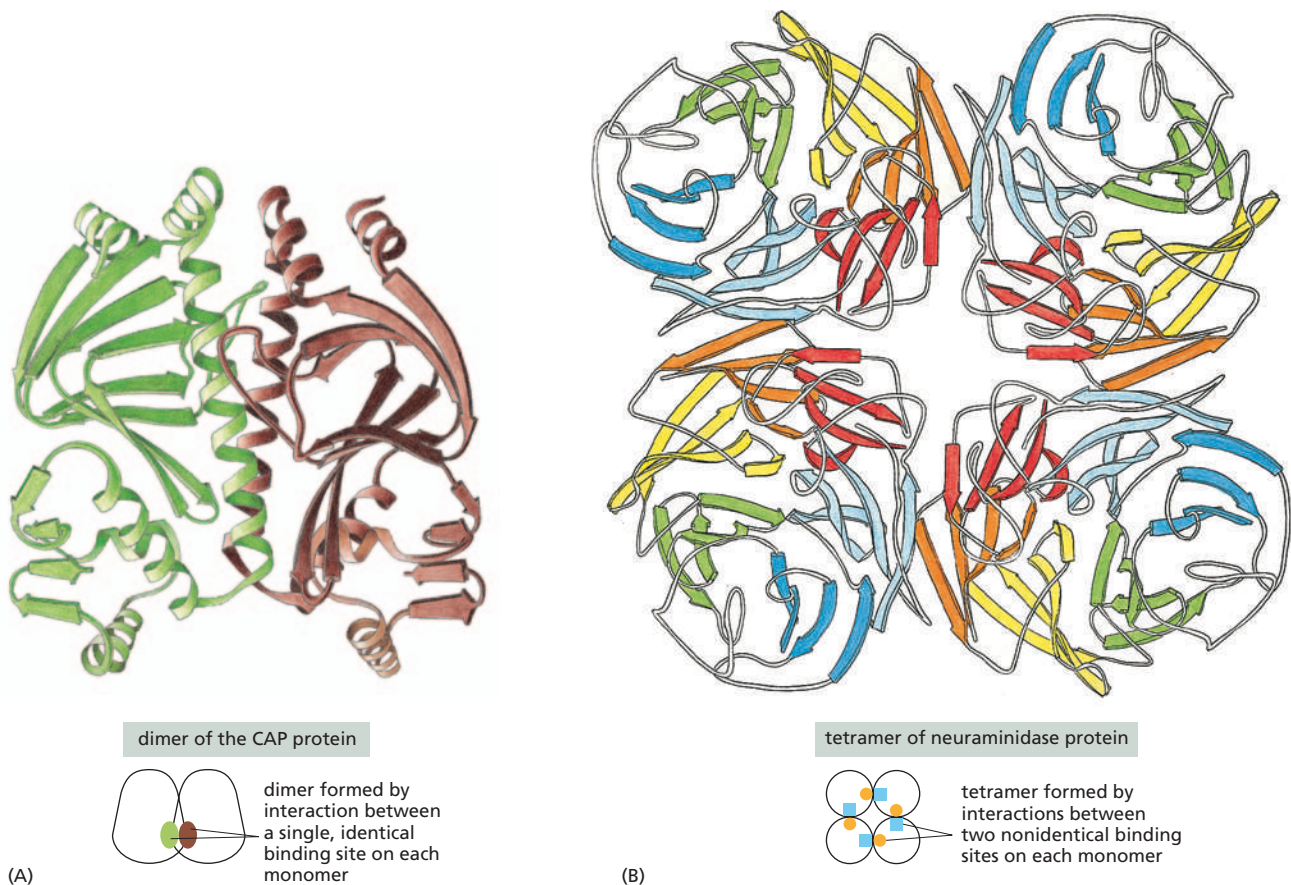 dimer of the CAP protein
dimer formed by
interaction between
a single, identical
binding site on each
monomer
(A)
tetramer of neuraminidase protein
tetramer formed by
interactions between
two nonidentical binding
sites on each monomer
(B)